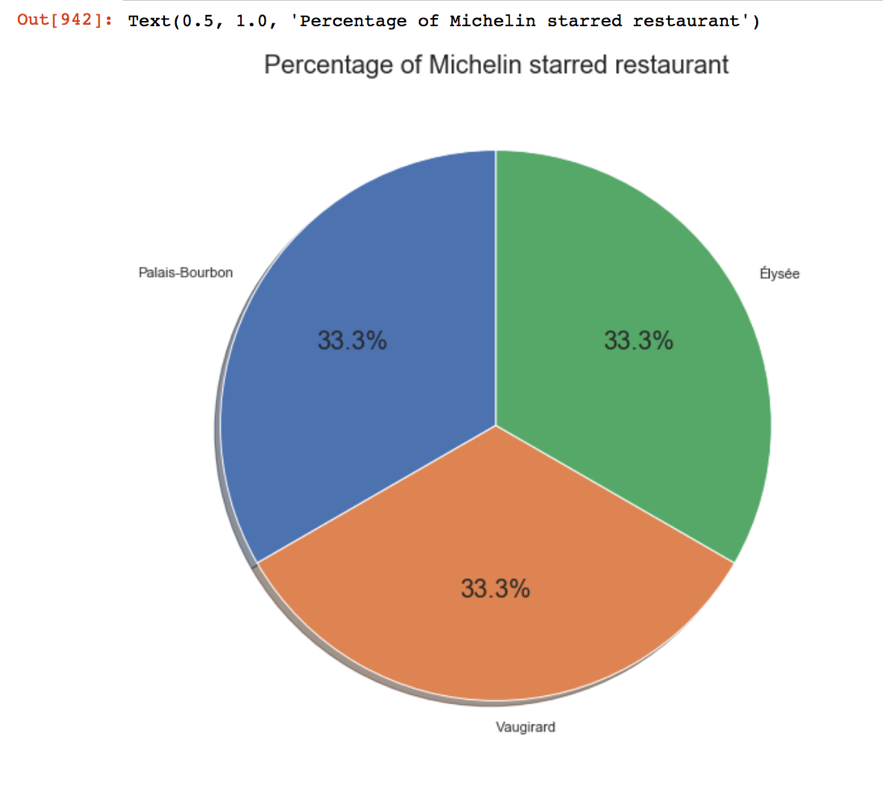 Out[942]: Text(0.5, 1.0, 'Percentage of Michelin starred restaurant')
Percentage of Michelin starred restaurant
Palais-Bourbon
Élysée
33.3%
33.3%
33.3%
Vaugirard